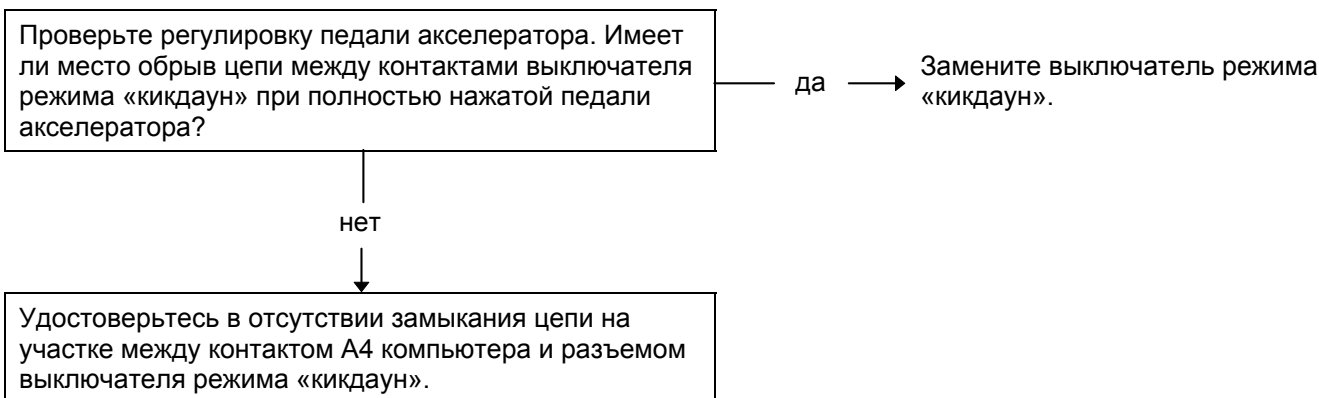 Проверьте регулировку педали акселератора. Имеет
ли место обрыв цепи между контактами выключателя
режима «кикдаун» при полностью нажатой педали
акселератора?
да
Замените выключатель режима
«кикдаун».
нет
Удостоверьтесь в отсутствии замыкания цепи на
участке между контактом А4 компьютера и разъемом
выключателя режима «кикдаун».